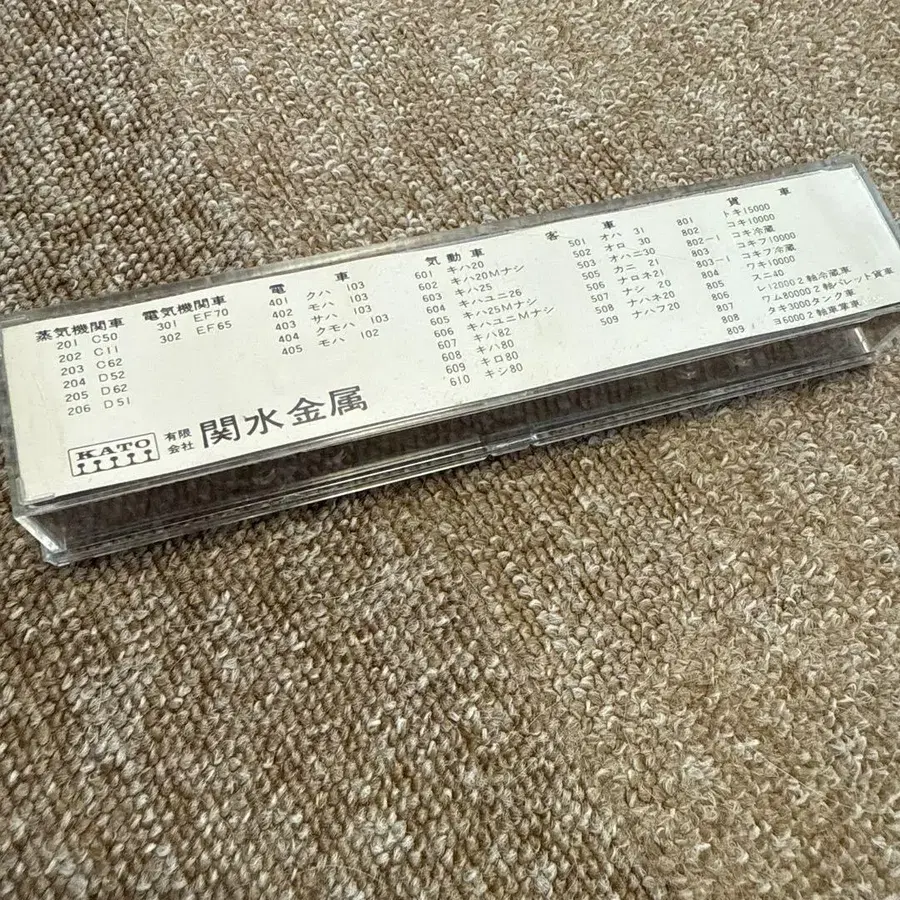 蒸気機関車
201 C50
202 C11
203 C62
204 D52
205 D62
206 D51
電気機関車
301 EF70
302 EF65
電車
401 クハ 103
402 モハ 103
403 サハ 103
404 クモハ 103
405 モハ 102
気動車
601 キハ20
602 キハ20Mナシ
603 キハ25
604 キハユニ26
605 キハ25Mナシ
606 キハユニMナシ
607 キハ82
608 キハ80
609 キロ80
610 キシ80
客車
501 オハ 31
502 オロ 30
503 オハニ30
505 カニ 21
506 ナロネ21
507 ナシ 20
508 ナハネ20
509 ナハフ20
貨車
801 トキ15000
802 コキ10000
802-1 コキ冷蔵
803 コキフ10000
803-1 コキフ冷蔵
804 ワキ10000
805 スニ40
806 レ12000 2軸冷蔵車
ワム80000 2軸パレット貨車
808 タキ3000タンク車
809 ヨ6000 2軸
KATO
有限会社 関水金属